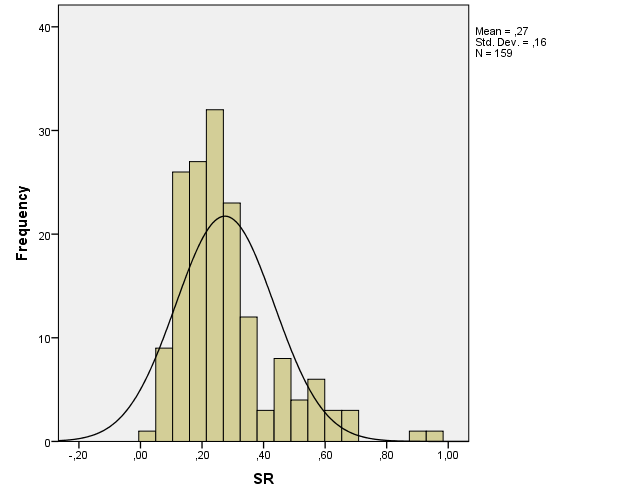 Mean = ,27
Std. Dev. = ,16
N = 159
Frequency
40
30
20
10
0
-,20 ,00 ,20 ,40 ,60 ,80 1,00
SR